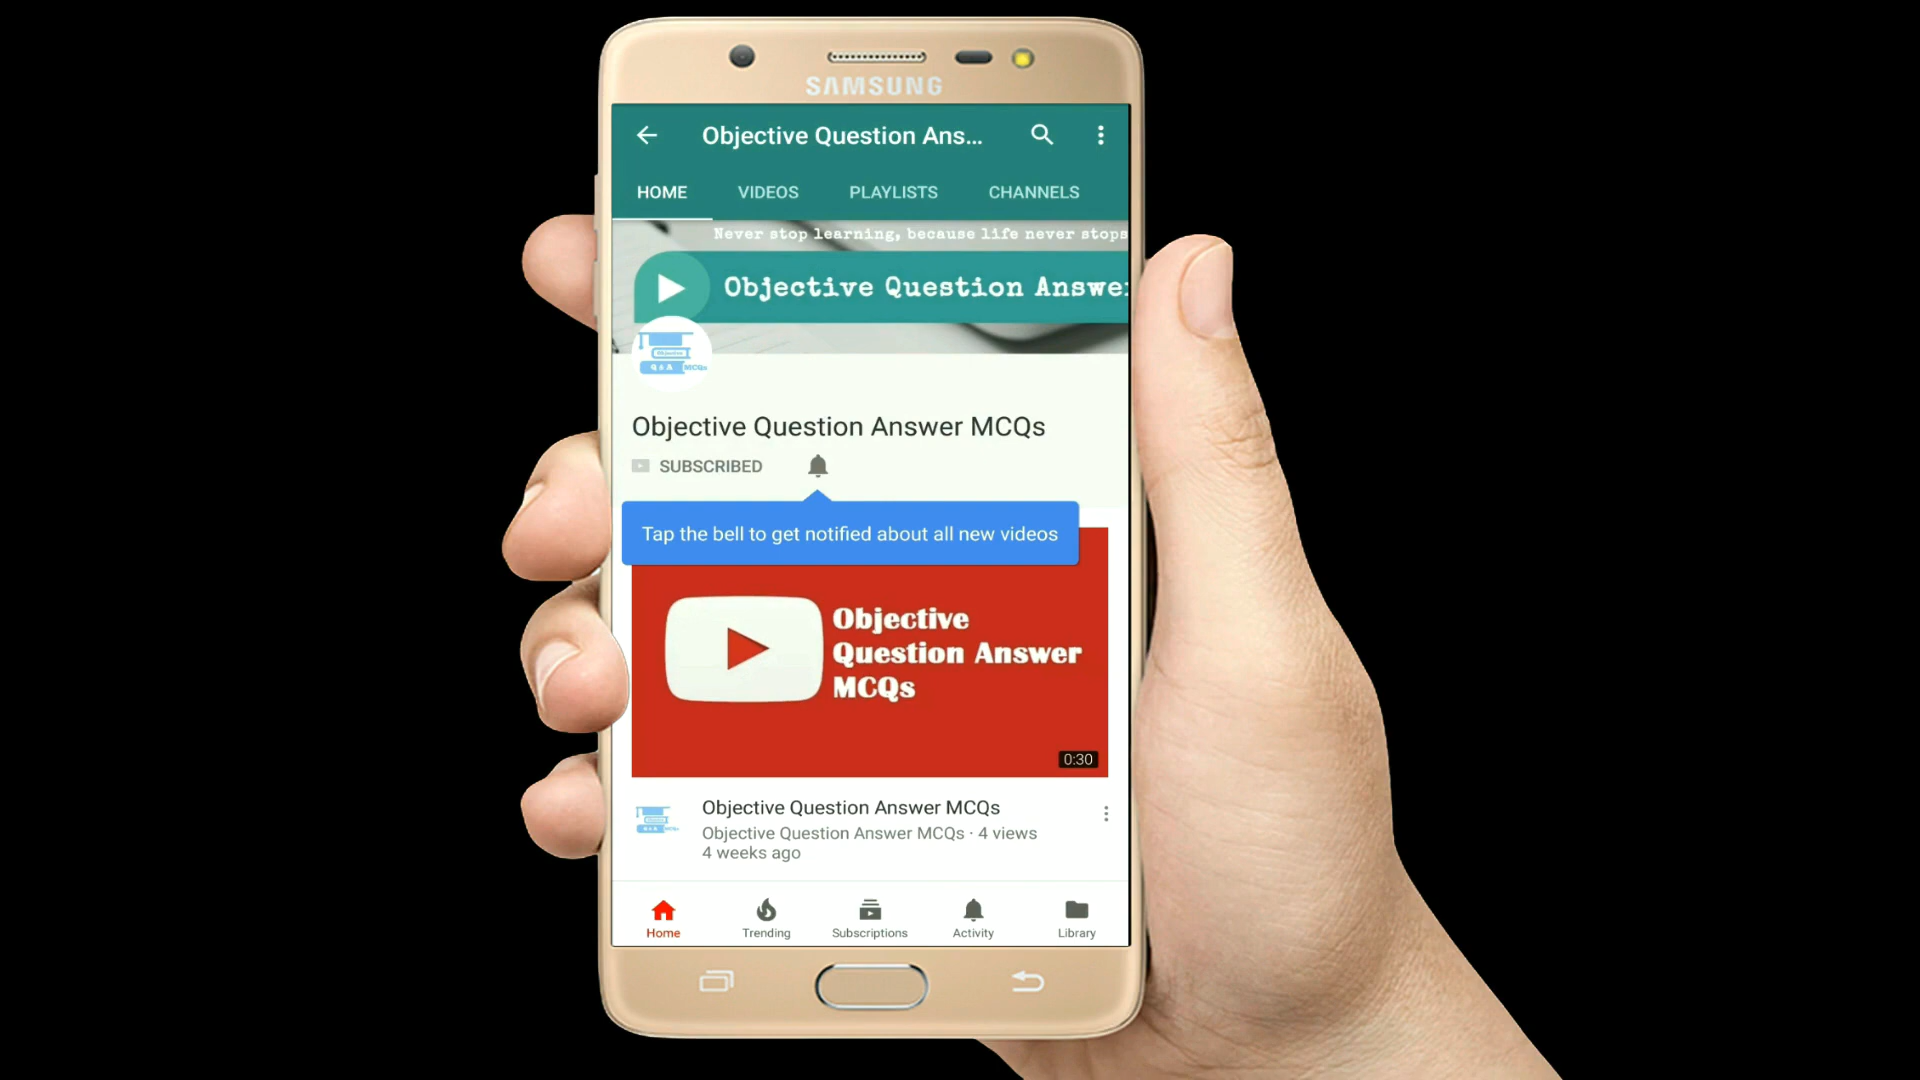 SAMSUNG
Objective Question Ans...
HOME VIDEOS PLAYLISTS CHANNELS
Never stop learning, because life never stops
Objective Question Answe
Objective
Q & A MCQs
Objective Question Answer MCQs
SUBSCRIBED
Tap the bell to get notified about all new videos
Objective
Question Answer
MCQs
0:30
Objective Question Answer MCQs
Objective Question Answer MCQs · 4 views
4 weeks ago
Home Trending Subscriptions Activity Library